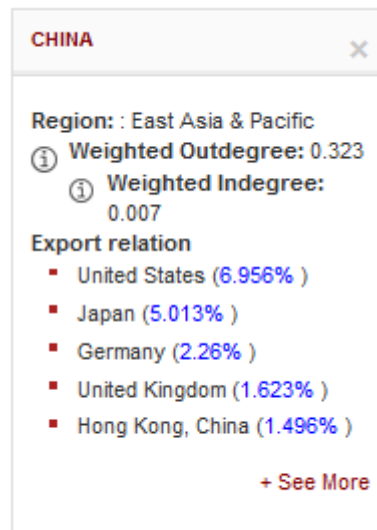 CHINA ×
Region: : East Asia & Pacific
ⓘ Weighted Outdegree: 0.323
ⓘ Weighted Indegree:
0.007
Export relation
▪ United States (6.956% )
▪ Japan (5.013% )
▪ Germany (2.26% )
▪ United Kingdom (1.623% )
▪ Hong Kong, China (1.496% )
+ See More